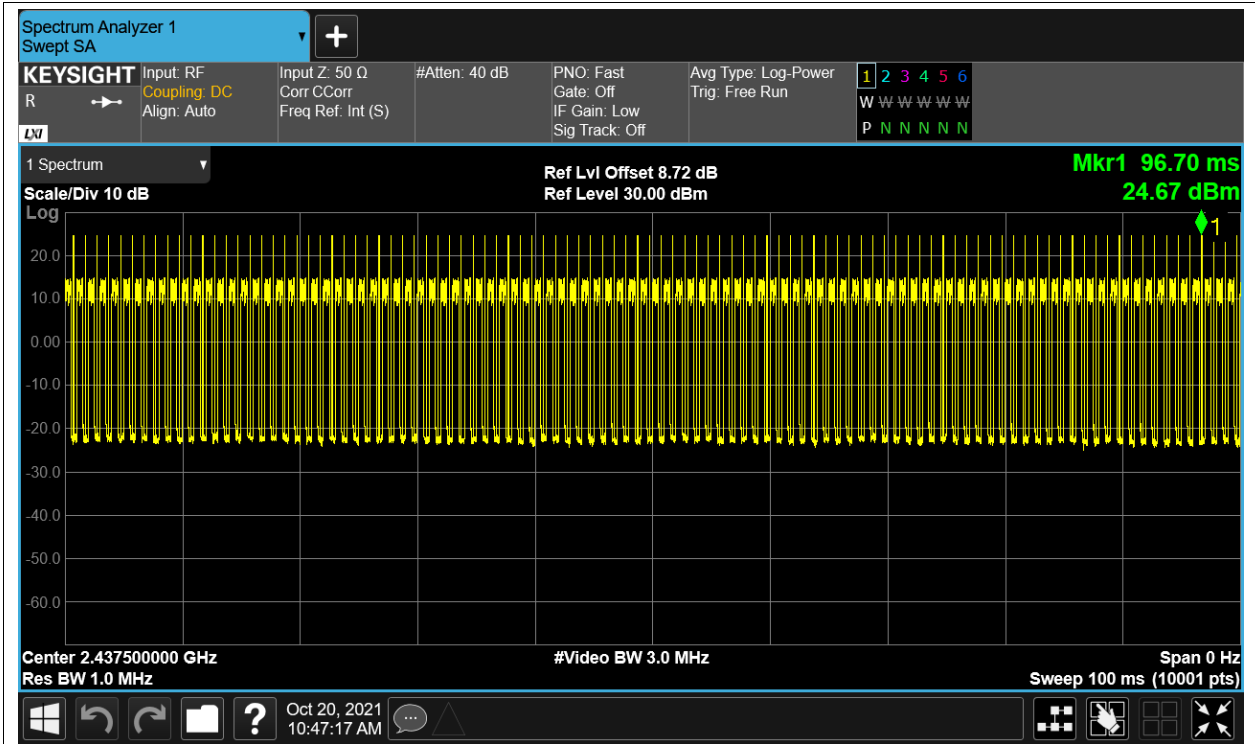 Spectrum Analyzer 1
Swept SA
KEYSIGHT
R
LXI
Input: RF
Coupling: DC
Align: Auto
Input Z: 50 Ω
Corr CCorr
Freq Ref: Int (S)
#Atten: 40 dB
PNO: Fast
Gate: Off
IF Gain: Low
Sig Track: Off
Avg Type: Log-Power
Trig: Free Run
1 2 3 4 5 6
W W W W W W
P N N N N N
1 Spectrum
Scale/Div 10 dB
Ref Lvl Offset 8.72 dB
Ref Level 30.00 dBm
Mkr1 96.70 ms
24.67 dBm
Log
1
20.0
10.0
0.00
-10.0
-20.0
-30.0
-40.0
-50.0
-60.0
Center 2.437500000 GHz
#Video BW 3.0 MHz
Span 0 Hz
Res BW 1.0 MHz
Sweep 100 ms (10001 pts)
?
Oct 20, 2021
10:47:17 AM